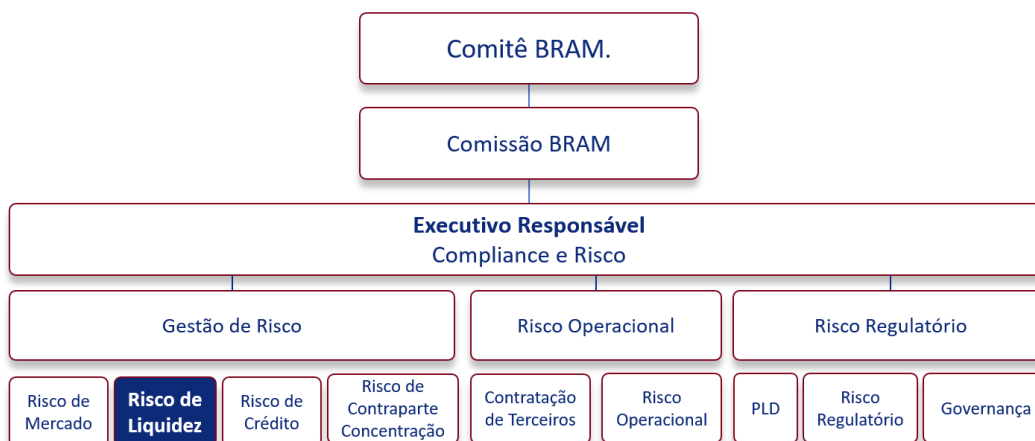 Comitê BRAM.
Comissão BRAM
Executivo Responsável
Compliance e Risco
Gestão de Risco
Risco Operacional
Risco Regulatório
Risco de
Mercado
Risco de
Liquidez
Risco de
Crédito
Risco de
Contraparte
Concentração
Contratação
de Terceiros
Risco
Operacional
PLD
Risco
Regulatório
Governança